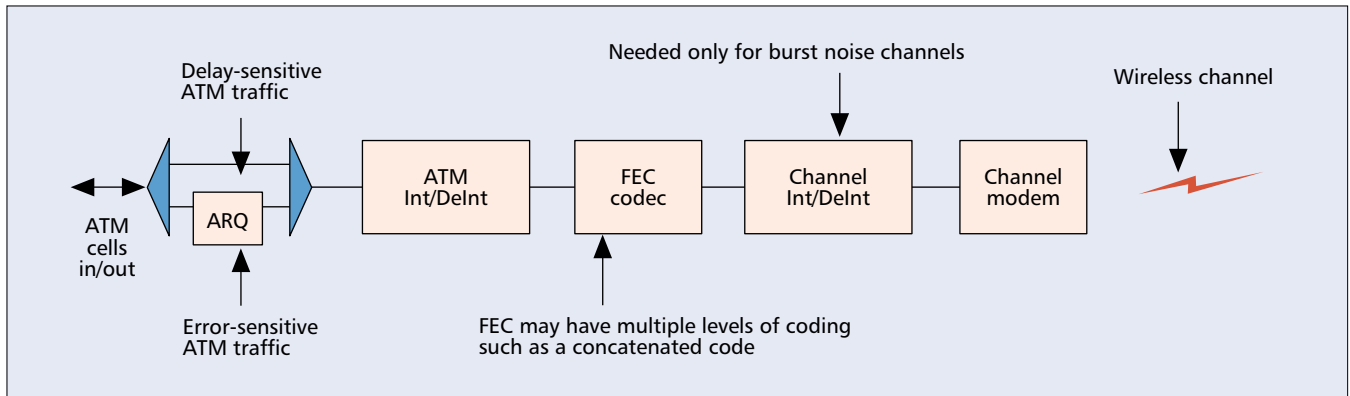 Needed only for burst noise channels
Delay-sensitive
ATM traffic
Wireless channel
ATM
cells
in/out
ARQ
ATM
Int/DeInt
FEC
codec
Channel
Int/DeInt
Channel
modem
Error-sensitive
ATM traffic
FEC may have multiple levels of coding
such as a concatenated code